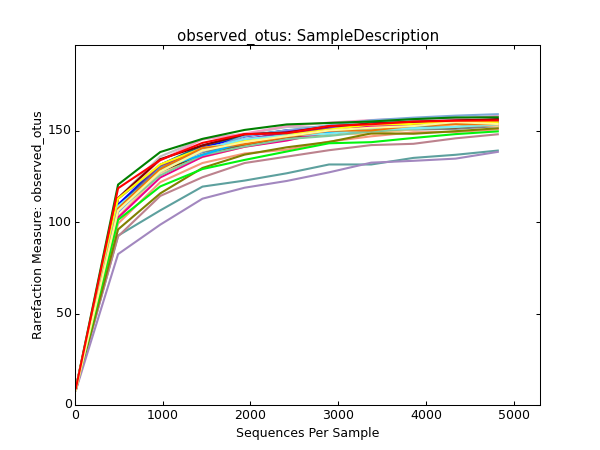 observed_otus: SampleDescription
Rarefaction Measure: observed_otus
150
100
50
0
0 1000 2000 3000 4000 5000
Sequences Per Sample